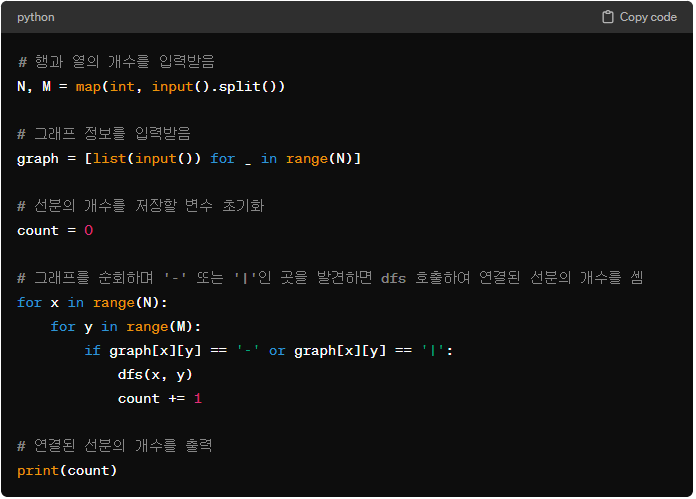 python
Copy code
# 행과 열의 개수를 입력받음
N, M = map(int, input().split())
# 그래프 정보를 입력받음
graph = [list(input()) for _ in range(N)]
# 선분의 개수를 저장할 변수 초기화
count = 0
# 그래프를 순회하며 '-' 또는 '|'인 곳을 발견하면 dfs 호출하여 연결된 선분의 개수를 셈
for x in range(N):
    for y in range(M):
        if graph[x][y] == '-' or graph[x][y] == '|':
            dfs(x, y)
            count += 1
# 연결된 선분의 개수를 출력
print(count)